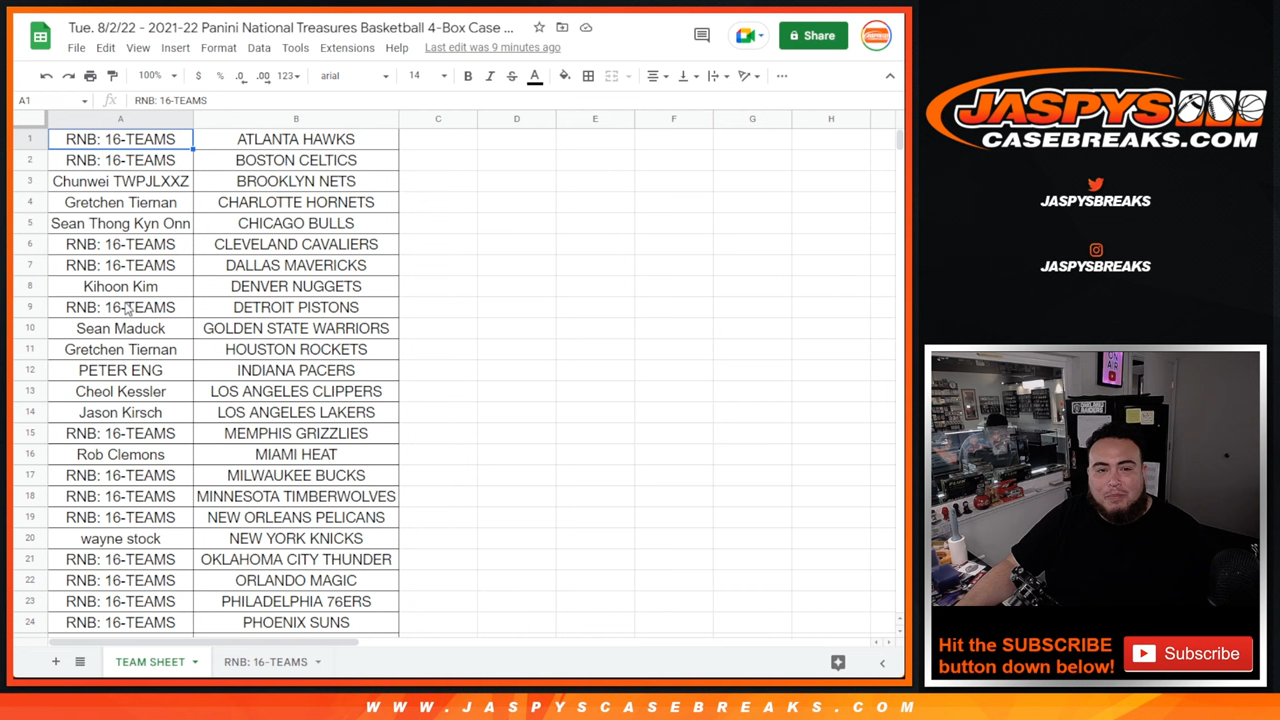 Tue. 8/2/22 - 2021-22 Panini National Treasures Basketball 4-Box Case ...
Share
File Edit View Insert Format Data Tools Extensions Help Last edit was 9 minutes ago
100% $ % .0 .00 123 arial 14 B I S A
A1 fx RNB: 16-TEAMS
A B C D E F G H
1 RNB: 16-TEAMS ATLANTA HAWKS
2 RNB: 16-TEAMS BOSTON CELTICS
3 Chunwei TWPJLXXZ BROOKLYN NETS
4 Gretchen Tiernan CHARLOTTE HORNETS
5 Sean Thong Kyn Onn CHICAGO BULLS
6 RNB: 16-TEAMS CLEVELAND CAVALIERS
7 RNB: 16-TEAMS DALLAS MAVERICKS
8 Kihoon Kim DENVER NUGGETS
9 RNB: 16-TEAMS DETROIT PISTONS
10 Sean Maduck GOLDEN STATE WARRIORS
11 Gretchen Tiernan HOUSTON ROCKETS
12 PETER ENG INDIANA PACERS
13 Cheol Kessler LOS ANGELES CLIPPERS
14 Jason Kirsch LOS ANGELES LAKERS
15 RNB: 16-TEAMS MEMPHIS GRIZZLIES
16 Rob Clemons MIAMI HEAT
17 RNB: 16-TEAMS MILWAUKEE BUCKS
18 RNB: 16-TEAMS MINNESOTA TIMBERWOLVES
19 RNB: 16-TEAMS NEW ORLEANS PELICANS
20 wayne stock NEW YORK KNICKS
21 RNB: 16-TEAMS OKLAHOMA CITY THUNDER
22 RNB: 16-TEAMS ORLANDO MAGIC
23 RNB: 16-TEAMS PHILADELPHIA 76ERS
24 RNB: 16-TEAMS PHOENIX SUNS
TEAM SHEET RNB: 16-TEAMS
JASPYS
CASEBREAKS.COM
JASPYSBREAKS
JASPYSBREAKS
Hit the SUBSCRIBE
button down below!
Subscribe
WWW.JASPYSCASEBREAKS.COM